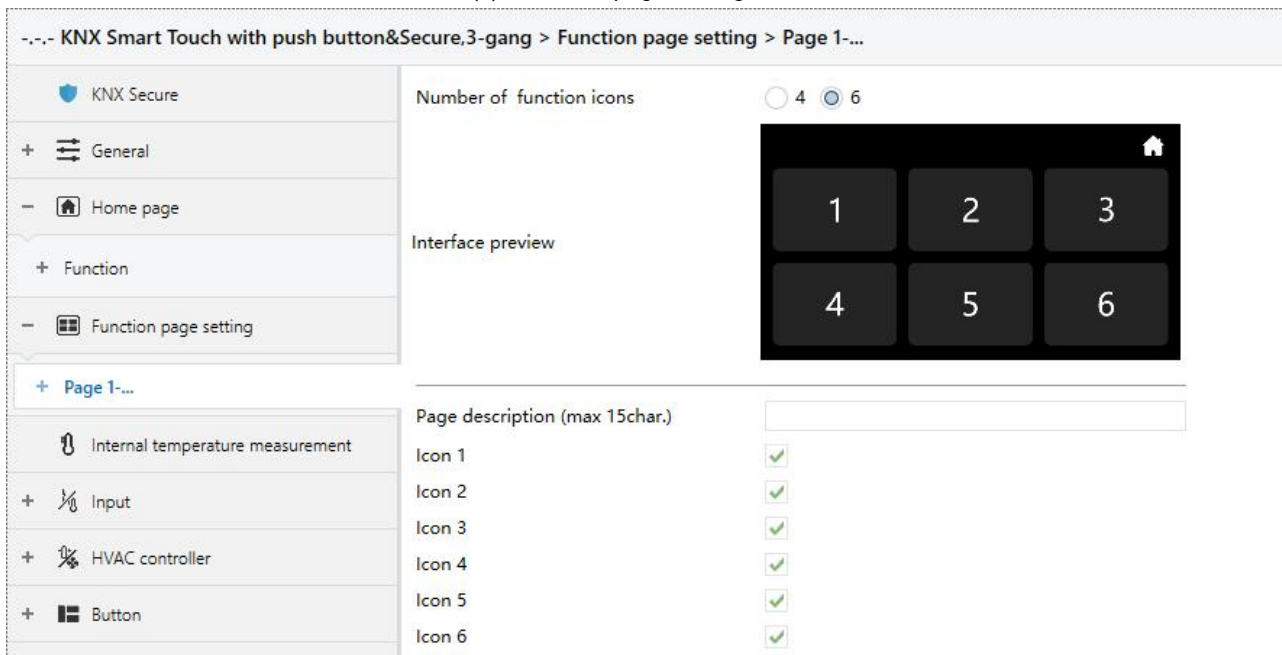 -.-.- KNX Smart Touch with push button&Secure,3-gang > Function page setting > Page 1-...
KNX Secure
+ General
- Home page
+ Function
- Function page setting
+ Page 1-...
Internal temperature measurement
+ Input
+ HVAC controller
+ Button
Number of function icons 4 6
Interface preview
1 2 3
4 5 6
Page description (max 15char.)
Icon 1
Icon 2
Icon 3
Icon 4
Icon 5
Icon 6